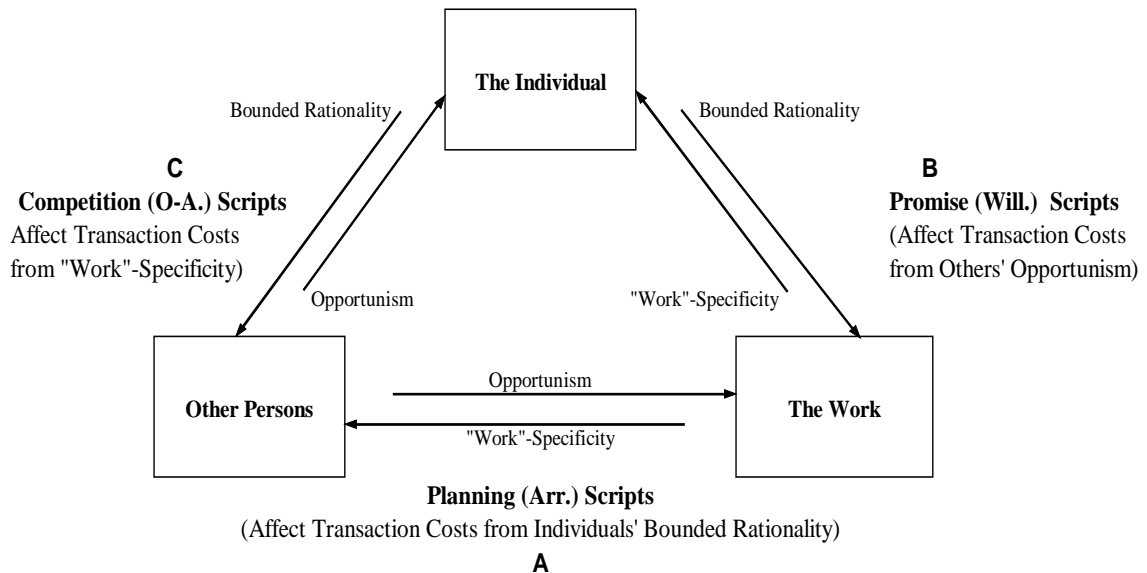 The Individual
Bounded Rationality
Bounded Rationality
C
Competition (O-A.) Scripts
Affect Transaction Costs
from "Work"-Specificity)
B
Promise (Will.) Scripts
(Affect Transaction Costs
from Others' Opportunism)
Opportunism
"Work"-Specificity
Other Persons
Opportunism
"Work"-Specificity
The Work
Planning (Arr.) Scripts
(Affect Transaction Costs from Individuals' Bounded Rationality)
A